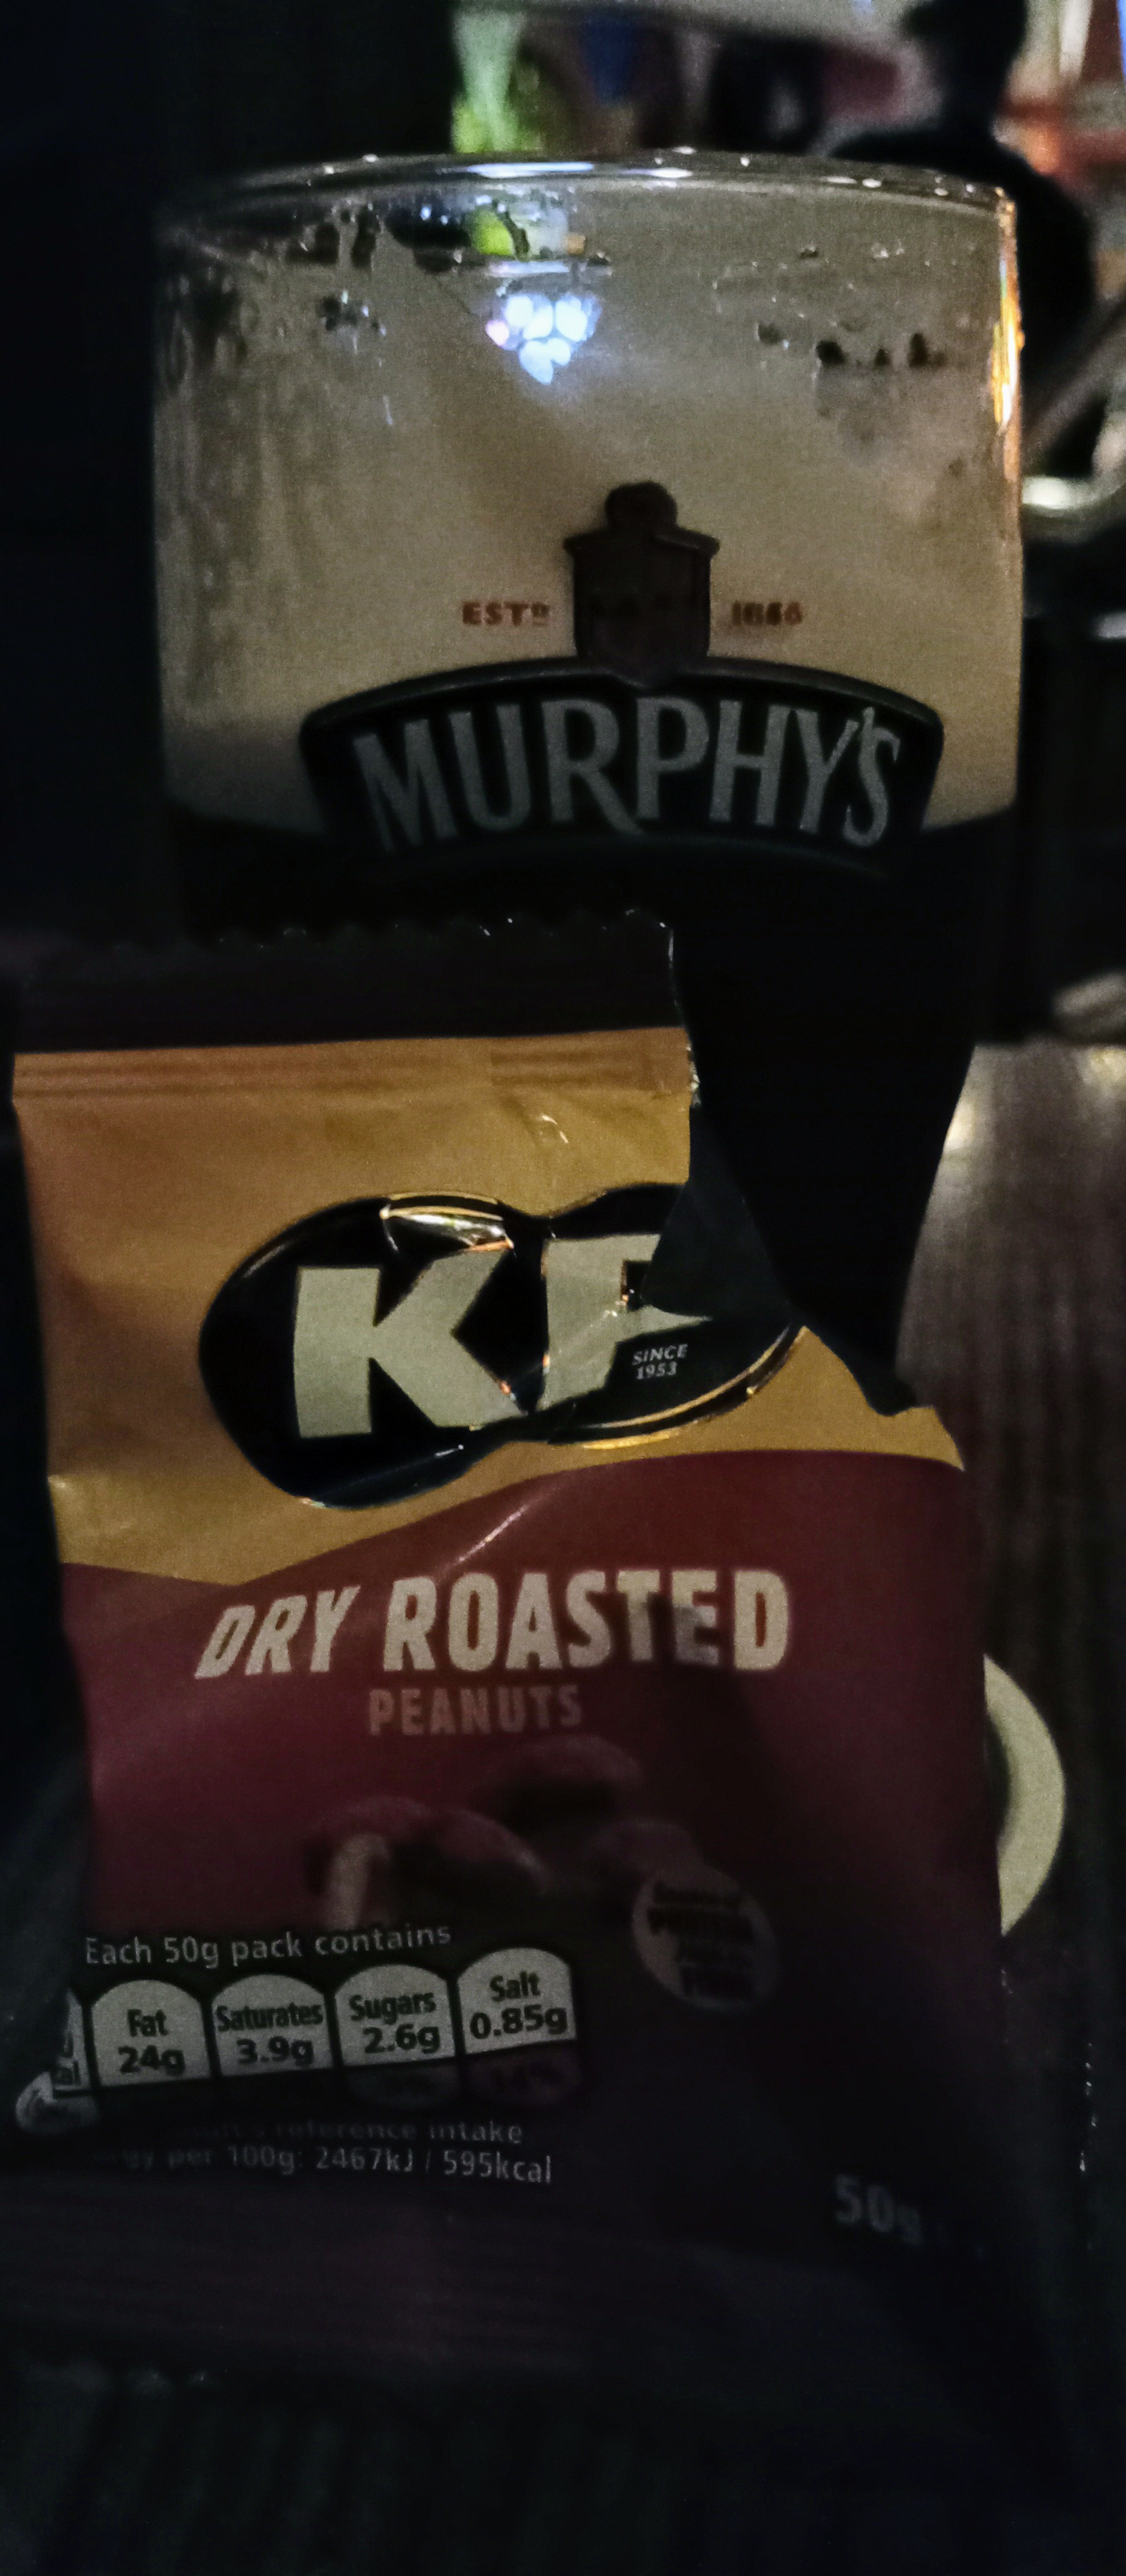 ESTD 1856
MURPHY'S
KP
SINCE
1953
DRY ROASTED
PEANUTS
Each 50g pack contains
Fat
24g
Saturates
3.9g
Sugars
2.6g
Salt
0.85g
reference intake
per 100g: 2467kJ / 595kcal
50g